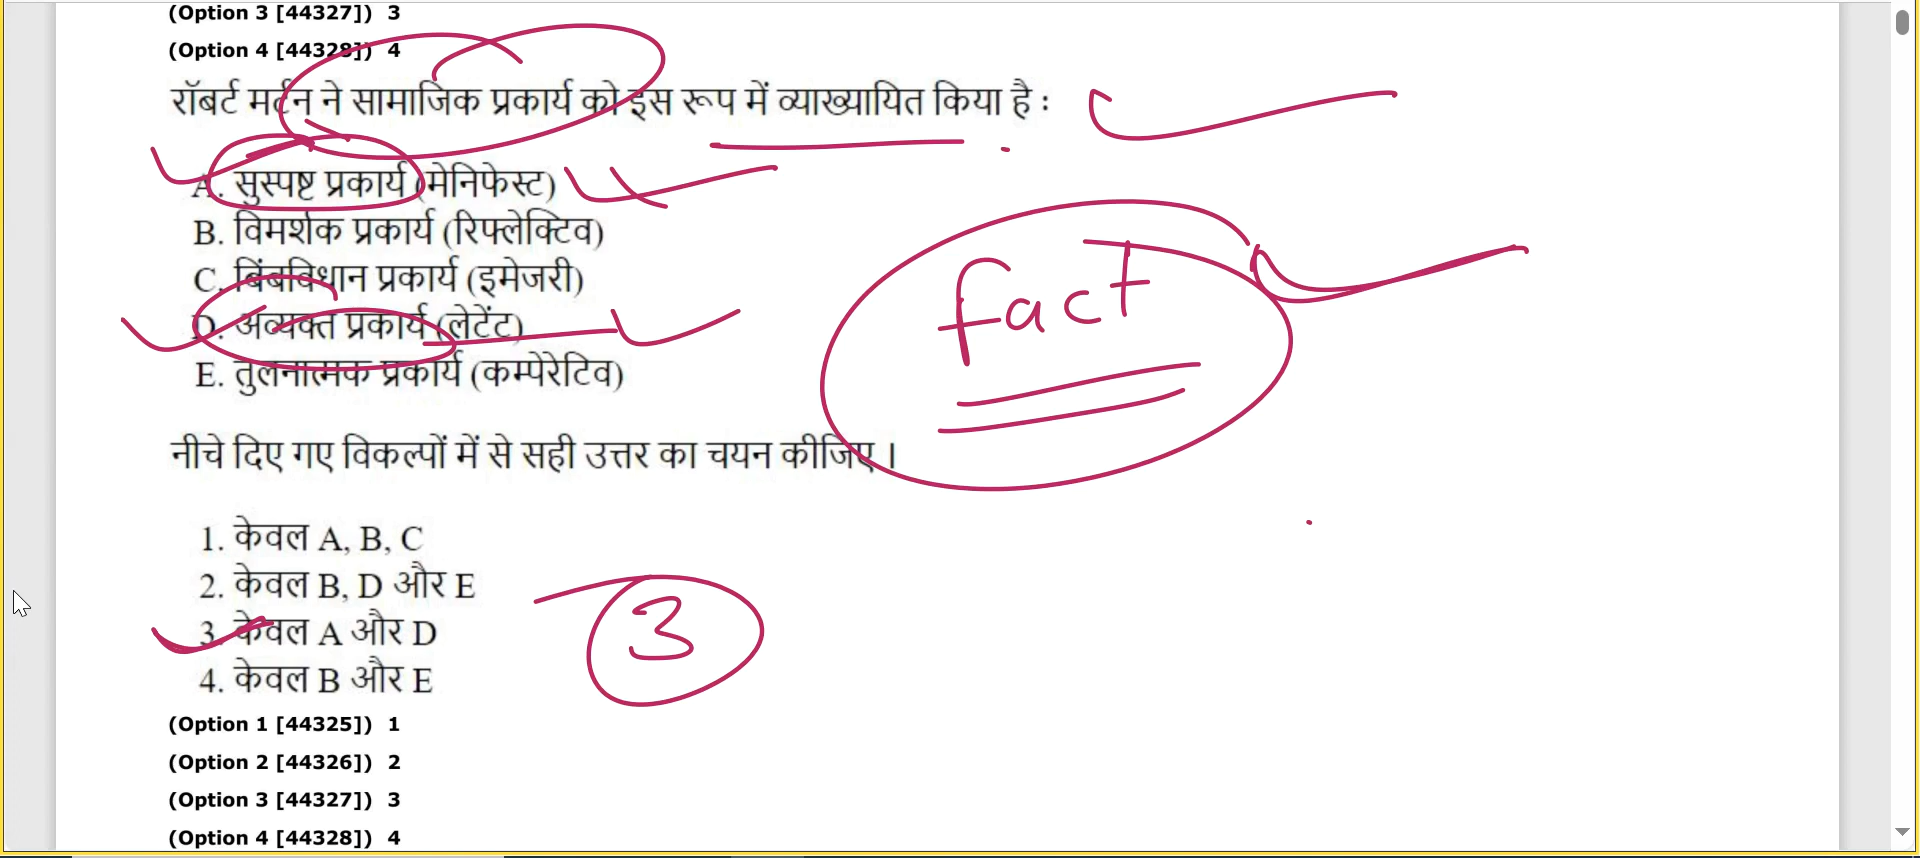 (Option 3 [44327]) 3
(Option 4 [44328]) 4
रॉबर्ट मर्टन ने सामाजिक प्रकार्य को इस रूप में व्याख्यायित किया है :
A. सुस्पष्ट प्रकार्य (मेनिफेस्ट)
B. विमर्शक प्रकार्य (रिफ्लेक्टिव)
C. बिंबविधान प्रकार्य (इमेजरी)
D. अव्यक्त प्रकार्य (लेटेंट)
E. तुलनात्मक प्रकार्य (कम्पेरेटिव)
fact
नीचे दिए गए विकल्पों में से सही उत्तर का चयन कीजिए ।
1. केवल A, B, C
2. केवल B, D और E
3. केवल A और D
4. केवल B और E
3
(Option 1 [44325]) 1
(Option 2 [44326]) 2
(Option 3 [44327]) 3
(Option 4 [44328]) 4